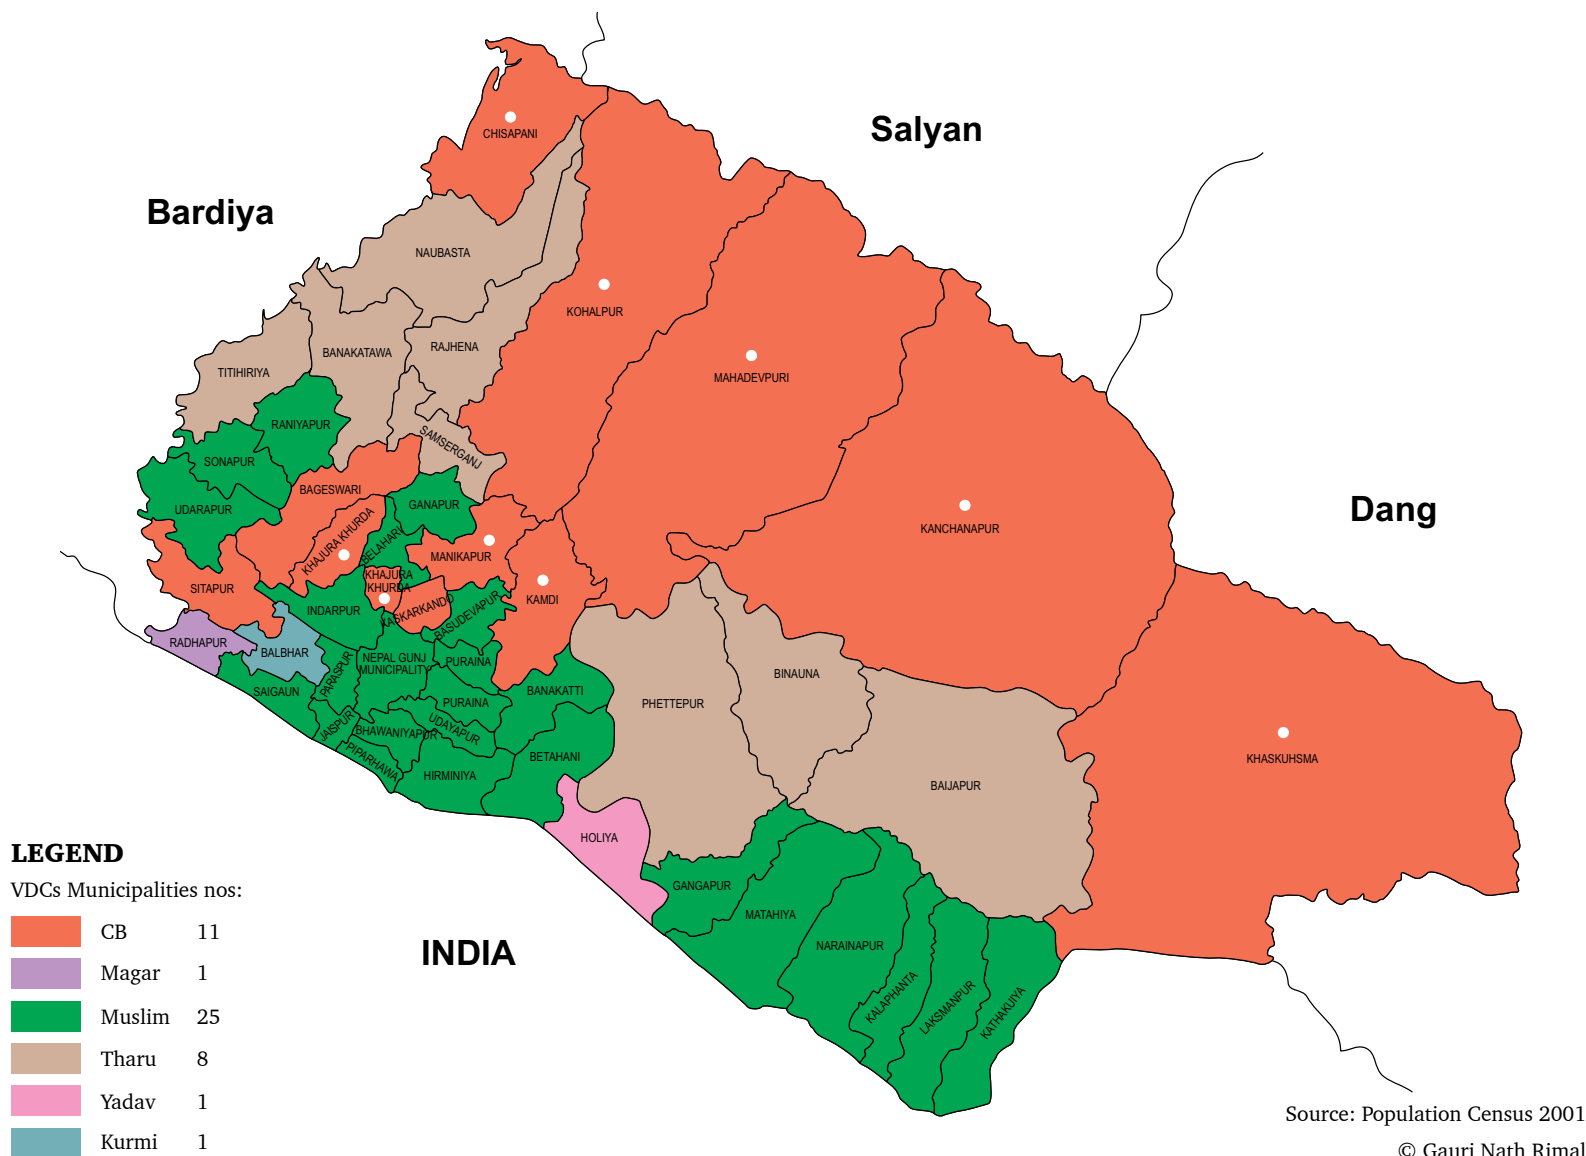 Salyan
Bardiya
Dang
INDIA
CHISAPANI
NAUBASTA
KOHALPUR
BANAKATAWA
RAJHENA
TITIHIRIYA
MAHADEVPURI
RANIYAPUR
SAMSERGANJ
SONAPUR
BAGESWARI
GANAPUR
UDARAPUR
KHAJURA KHURDA
BELAHARI
MANIKAPUR
KANCHANAPUR
KHAJURA
KHURDA
SITAPUR
INDARPUR
KASKARKANDO
BASUDEVAPUR
KAMDI
RADHAPUR
BALBHAR
PARASPUR
NEPAL GUNJ
MUNICIPALITY
PURAINA
BINAUNA
SAIGAUN
BANAKATTI
PURAINA
PHETTEPUR
JAISPUR
BHAWANIYAPUR
UDAYAPUR
PIPARHAWA
HIRMINIYA
BETAHANI
KHASKUHSMA
BAIJAPUR
HOLIYA
GANGAPUR
MATAHIYA
NARAINAPUR
KALAPHANTA
LAKSMANPUR
KATHAKUIYA
LEGEND
VDCs Municipalities nos:
CB 11
Magar 1
Muslim 25
Tharu 8
Yadav 1
Kurmi 1
Source: Population Census 2001
© Gauri Nath Rimal